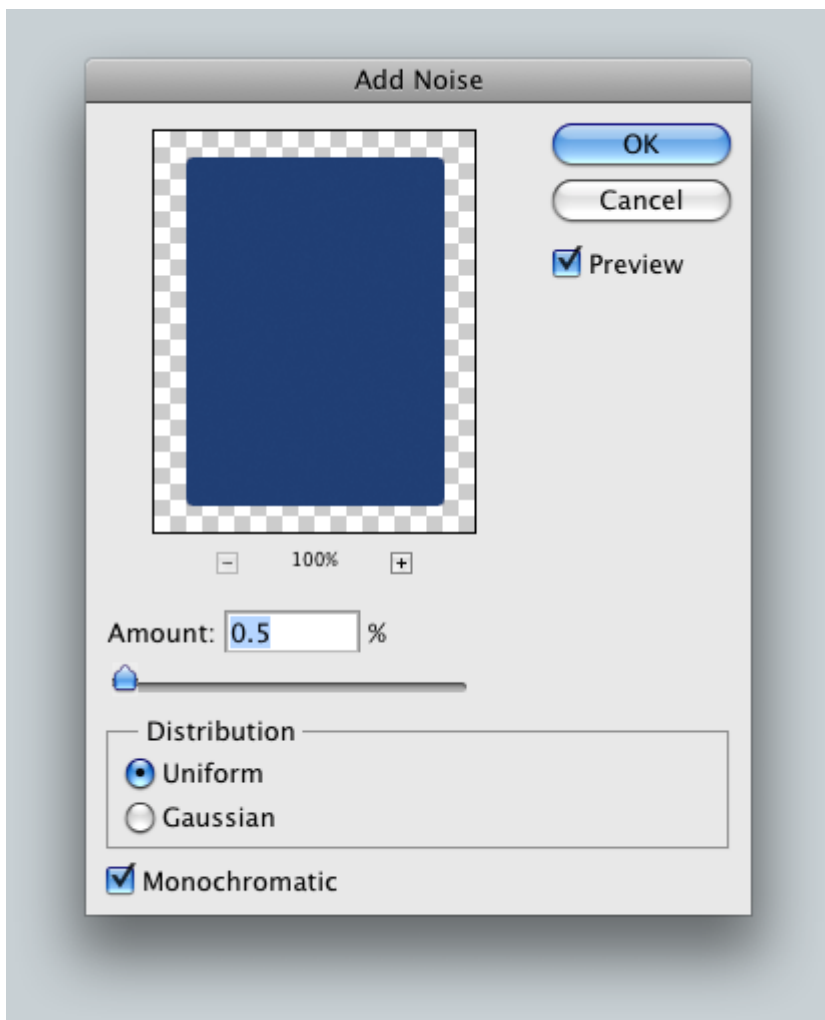 Add Noise
OK
Cancel
Preview
100%
Amount: 0.5 %
Distribution
Uniform
Gaussian
Monochromatic